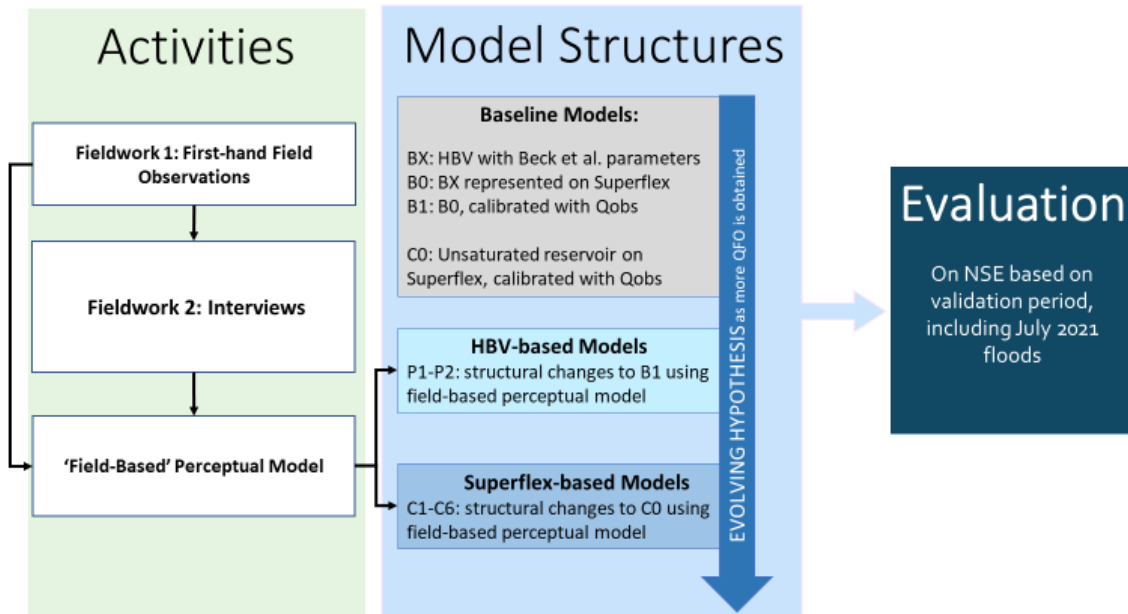 Activities
Fieldwork 1: First-hand Field
Observations
Fieldwork 2: Interviews
‘Field-Based’ Perceptual Model
Model Structures
Baseline Models:
BX: HBV with Beck et al. parameters
B0: BX represented on Superflex
B1: B0, calibrated with Qobs
C0: Unsaturated reservoir on
Superflex, calibrated with Qobs
HBV-based Models
P1-P2: structural changes to B1 using
field-based perceptual model
Superflex-based Models
C1-C6: structural changes to C0 using
field-based perceptual model
EVOLVING HYPOTHESIS as more QFO is obtained
Evaluation
On NSE based on
validation period,
including July 2021
floods